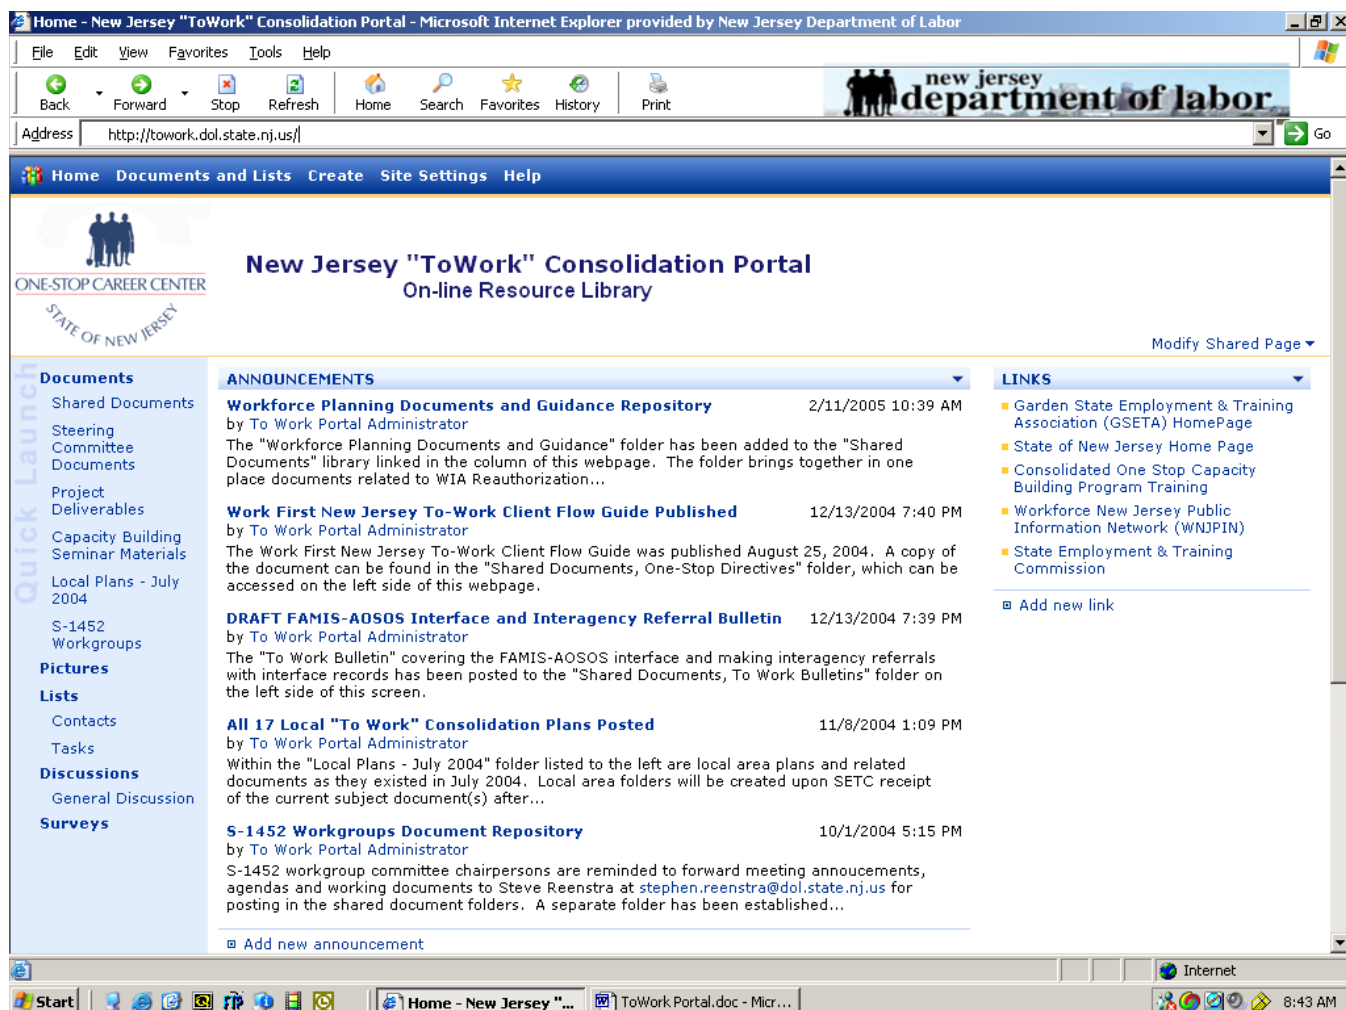 Home - New Jersey "ToWork" Consolidation Portal - Microsoft Internet Explorer provided by New Jersey Department of Labor
File Edit View Favorites Tools Help
Back Forward Stop Refresh Home Search Favorites History Print
new jersey
department of labor
Address http://towork.dol.state.nj.us/ Go
Home Documents and Lists Create Site Settings Help
ONE-STOP CAREER CENTER
STATE OF NEW JERSEY
New Jersey "ToWork" Consolidation Portal
On-line Resource Library
Modify Shared Page
Quick Launch
Documents
Shared Documents
Steering
Committee
Documents
Project
Deliverables
Capacity Building
Seminar Materials
Local Plans - July
2004
S-1452
Workgroups
Pictures
Lists
Contacts
Tasks
Discussions
General Discussion
Surveys
ANNOUNCEMENTS
Workforce Planning Documents and Guidance Repository 2/11/2005 10:39 AM
by To Work Portal Administrator
The "Workforce Planning Documents and Guidance" folder has been added to the "Shared
Documents" library linked in the column of this webpage. The folder brings together in one
place documents related to WIA Reauthorization...
Work First New Jersey To-Work Client Flow Guide Published 12/13/2004 7:40 PM
by To Work Portal Administrator
The Work First New Jersey To-Work Client Flow Guide was published August 25, 2004. A copy of
the document can be found in the "Shared Documents, One-Stop Directives" folder, which can be
accessed on the left side of this webpage.
DRAFT FAMIS-AOSOS Interface and Interagency Referral Bulletin 12/13/2004 7:39 PM
by To Work Portal Administrator
The "To Work Bulletin" covering the FAMIS-AOSOS interface and making interagency referrals
with interface records has been posted to the "Shared Documents, To Work Bulletins" folder on
the left side of this screen.
All 17 Local "To Work" Consolidation Plans Posted 11/8/2004 1:09 PM
by To Work Portal Administrator
Within the "Local Plans - July 2004" folder listed to the left are local area plans and related
documents as they existed in July 2004. Local area folders will be created upon SETC receipt
of the current subject document(s) after...
S-1452 Workgroups Document Repository 10/1/2004 5:15 PM
by To Work Portal Administrator
S-1452 workgroup committee chairpersons are reminded to forward meeting annoucements,
agendas and working documents to Steve Reenstra at stephen.reenstra@dol.state.nj.us for
posting in the shared document folders. A separate folder has been established...
Add new announcement
LINKS
Garden State Employment & Training
Association (GSETA) HomePage
State of New Jersey Home Page
Consolidated One Stop Capacity
Building Program Training
Workforce New Jersey Public
Information Network (WNJPIN)
State Employment & Training
Commission
Add new link
Internet
Start Home - New Jersey "... ToWork Portal.doc - Micr... 8:43 AM